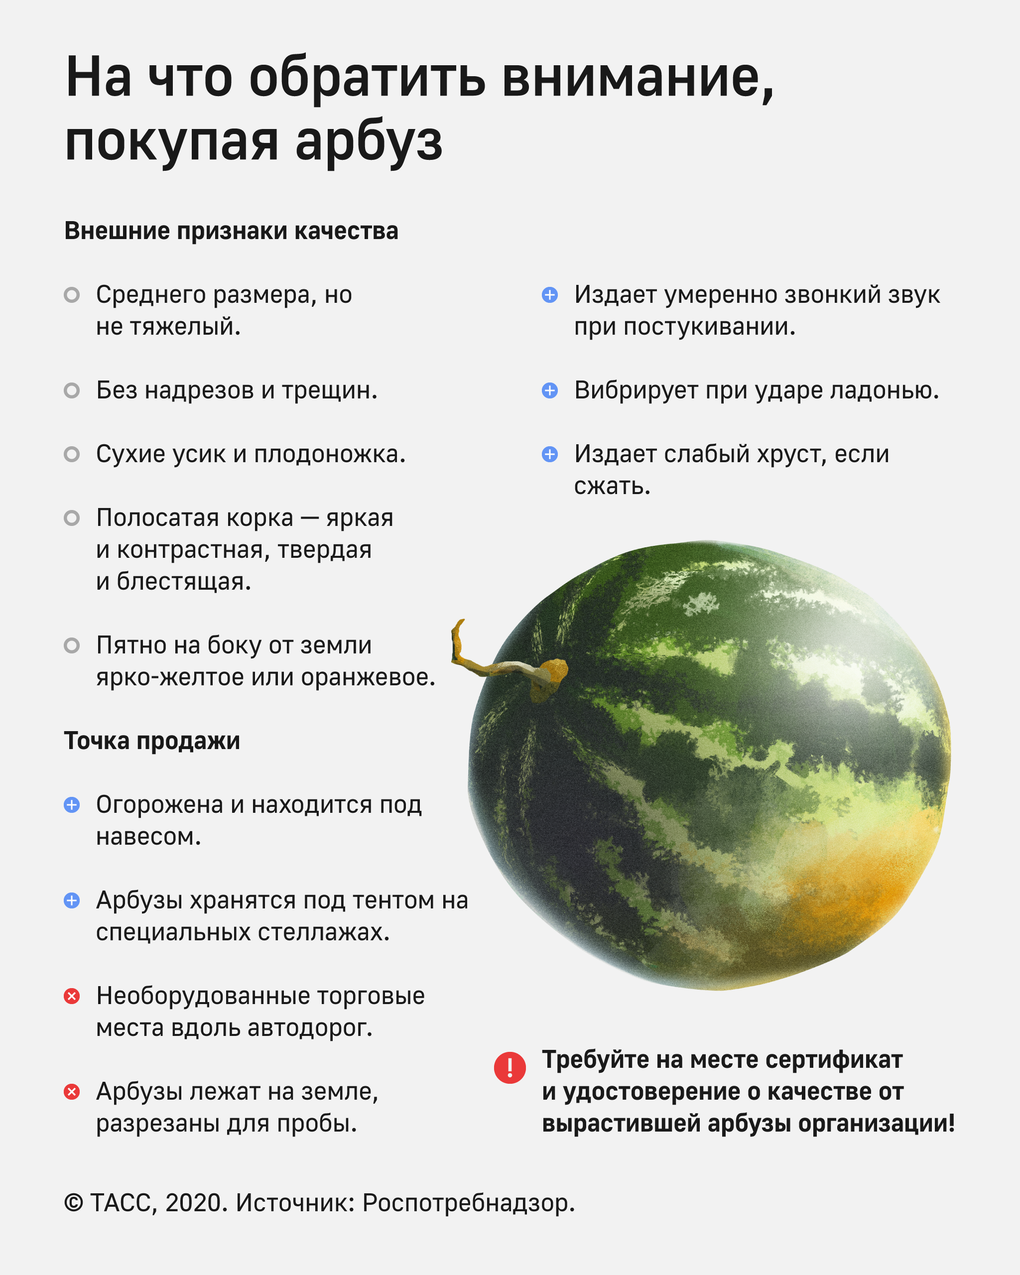 На что обратить внимание,
покупая арбуз
Внешние признаки качества
Среднего размера, но
не тяжелый.
Без надрезов и трещин.
Сухие усик и плодоножка.
Полосатая корка — яркая
и контрастная, твердая
и блестящая.
Пятно на боку от земли
ярко-желтое или оранжевое.
Издает умеренно звонкий звук
при постукивании.
Вибрирует при ударе ладонью.
Издает слабый хруст, если
сжать.
Точка продажи
Огорожена и находится под
навесом.
Арбузы хранятся под тентом на
специальных стеллажах.
Необорудованные торговые
места вдоль автодорог.
Арбузы лежат на земле,
разрезаны для пробы.
Требуйте на месте сертификат
и удостоверение о качестве от
вырастившей арбузы организации!
© ТАСС, 2020. Источник: Роспотребнадзор.